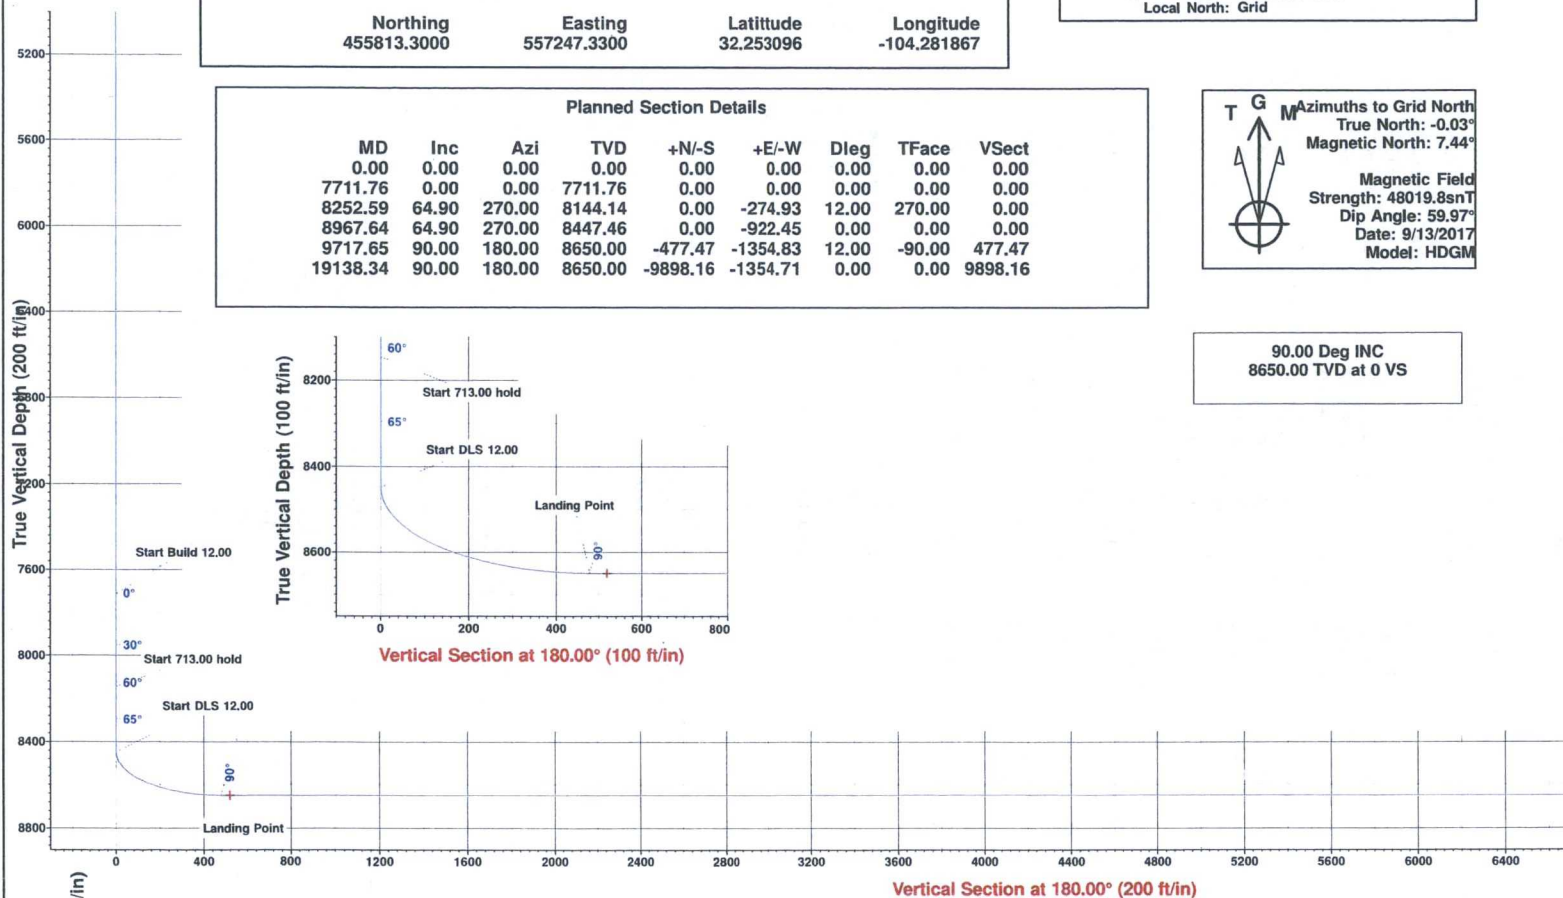 Local North: Grid
Northing Easting Latittude Longitude
455813.3000 557247.3300 32.253096 -104.281867
Planned Section Details
MD Inc Azi TVD +N/-S +E/-W Dleg TFace VSect
0.00 0.00 0.00 0.00 0.00 0.00 0.00 0.00 0.00
7711.76 0.00 0.00 7711.76 0.00 0.00 0.00 0.00 0.00
8252.59 64.90 270.00 8144.14 0.00 -274.93 12.00 270.00 0.00
8967.64 64.90 270.00 8447.46 0.00 -922.45 0.00 0.00 0.00
9717.65 90.00 180.00 8650.00 -477.47 -1354.83 12.00 -90.00 477.47
19138.34 90.00 180.00 8650.00 -9898.16 -1354.71 0.00 0.00 9898.16
T G M
Azimuths to Grid North
True North: -0.03°
Magnetic North: 7.44°
Magnetic Field
Strength: 48019.8snT
Dip Angle: 59.97°
Date: 9/13/2017
Model: HDGM
90.00 Deg INC
8650.00 TVD at 0 VS
True Vertical Depth (200 ft/in)
5200
5600
6000
6400
6800
7200
7600
8000
8400
8800
Start Build 12.00
0°
30°
Start 713.00 hold
60°
Start DLS 12.00
65°
90°
Landing Point
0 400 800 1200 1600 2000 2400 2800 3200 3600 4000 4400 4800 5200 5600 6000 6400
Vertical Section at 180.00° (200 ft/in)
True Vertical Depth (100 ft/in)
8200
8400
8600
60°
Start 713.00 hold
65°
Start DLS 12.00
Landing Point
90°
0 200 400 600 800
Vertical Section at 180.00° (100 ft/in)
/in)